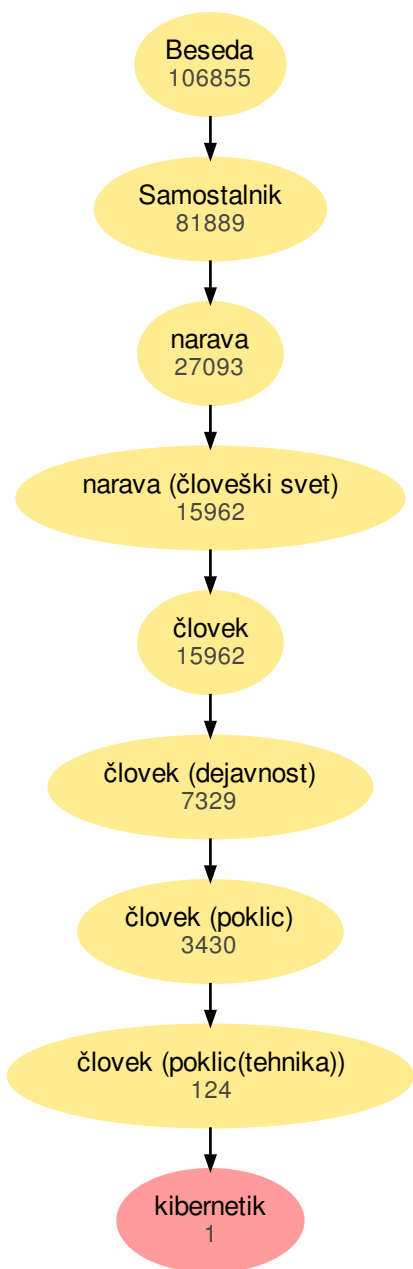 Beseda
106855
Samostalnik
81889
narava
27093
narava (človeški svet)
15962
človek
15962
človek (dejavnost)
7329
človek (poklic)
3430
človek (poklic(tehnika))
124
kibernetik
1